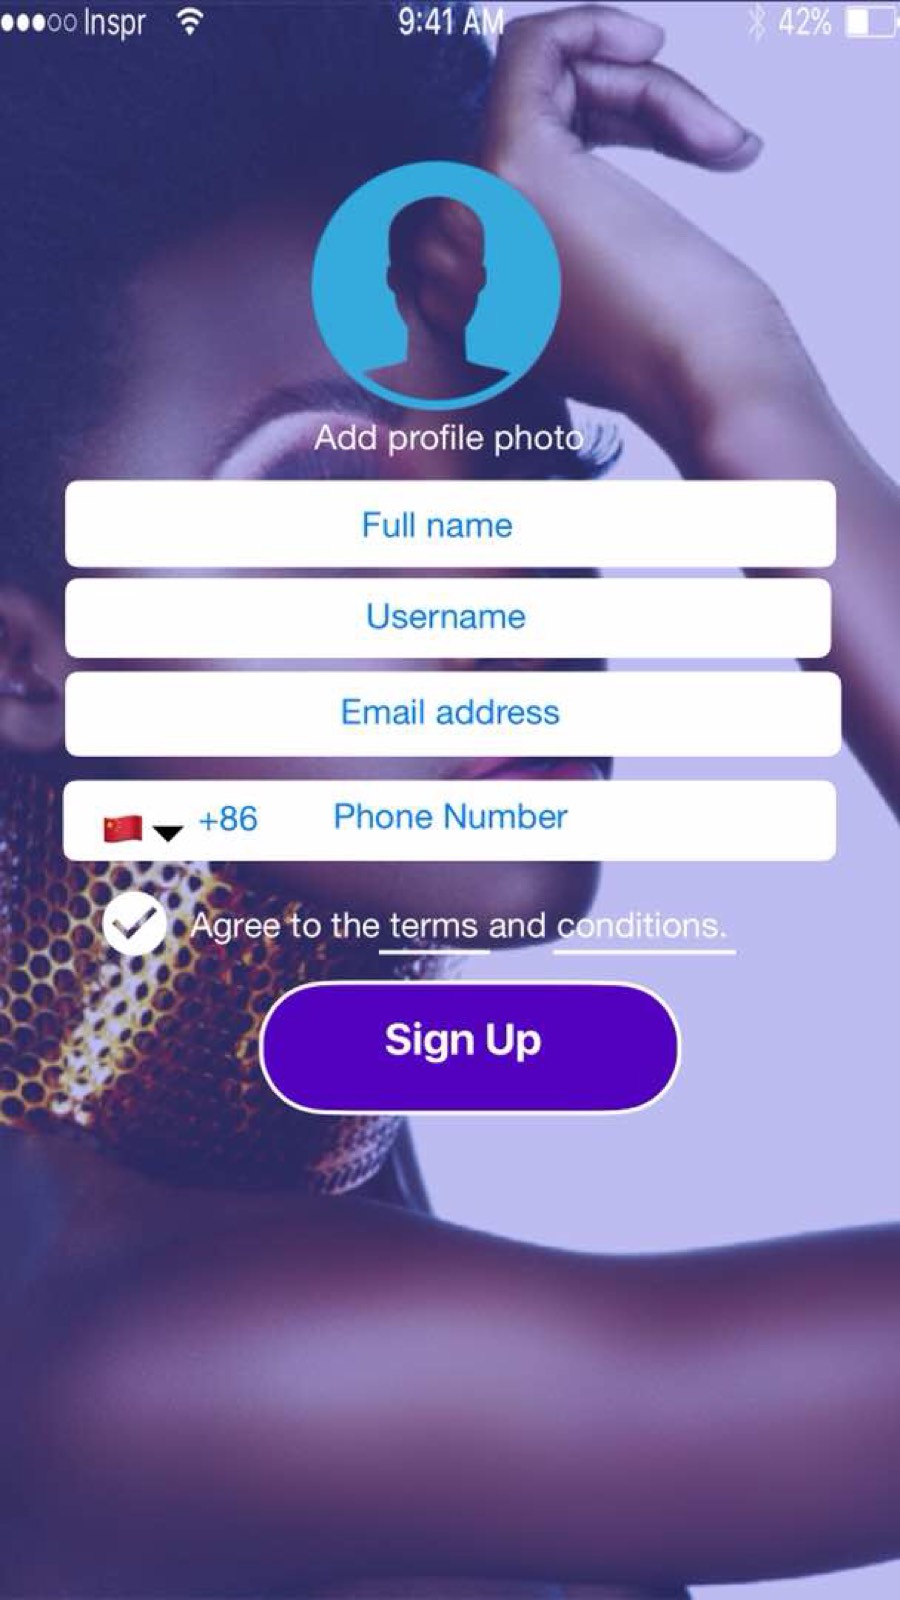 Inspr 9:41 AM 42%
Add profile photo
Full name
Username
Email address
+86 Phone Number
Agree to the terms and conditions.
Sign Up